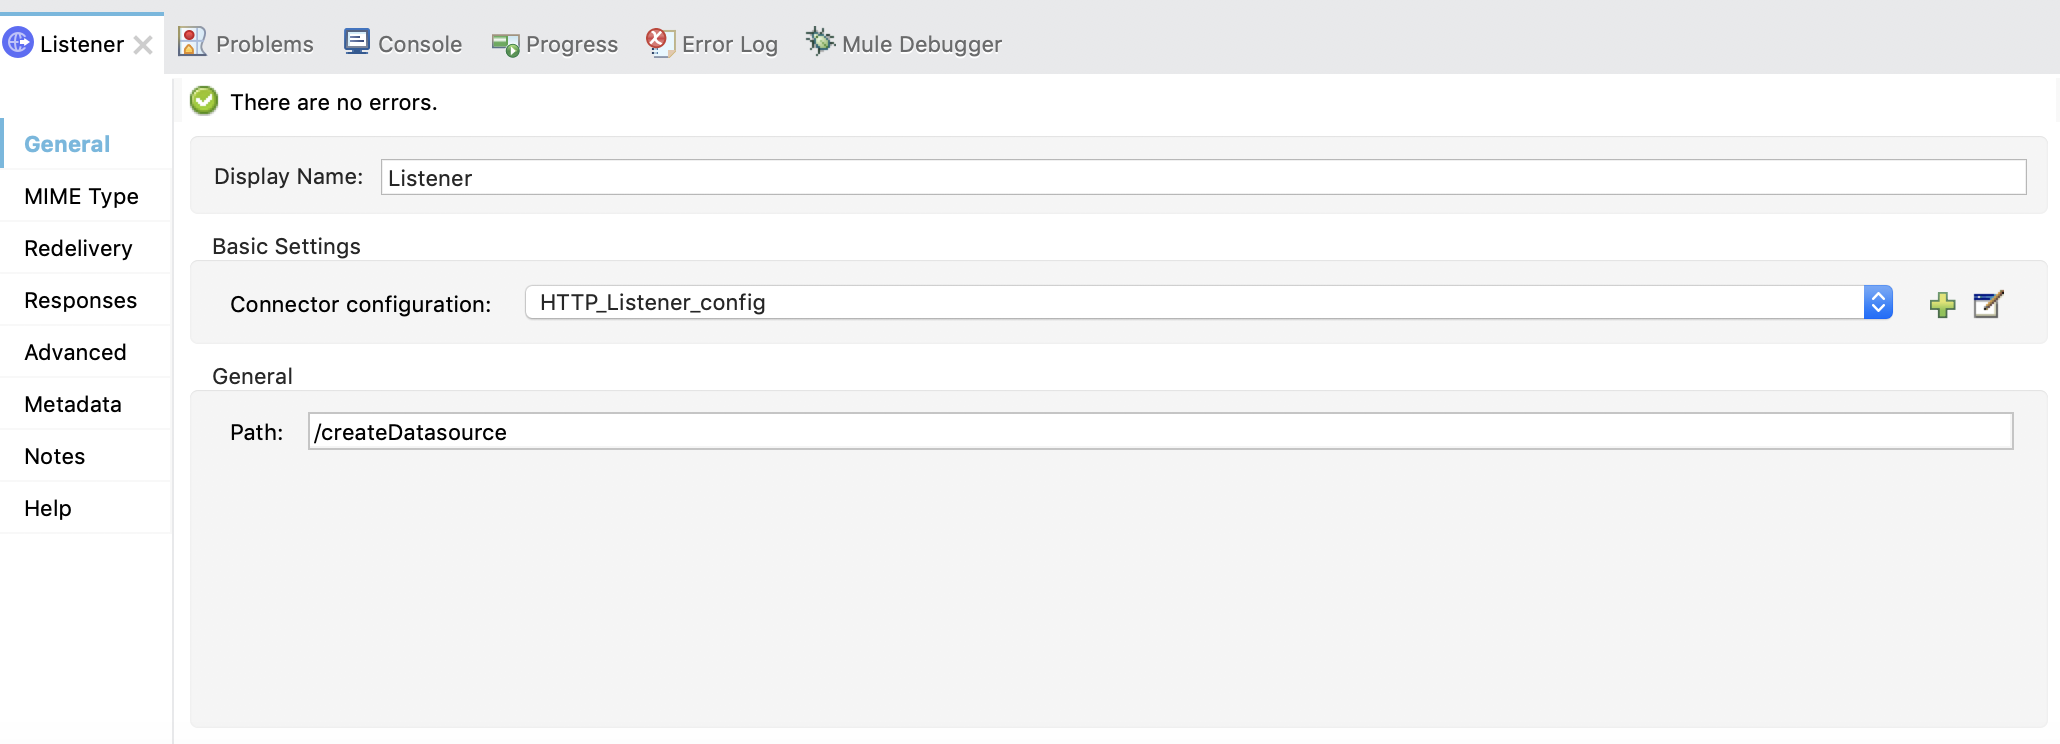 Listener
Problems
Console
Progress
Error Log
Mule Debugger
There are no errors.
General
MIME Type
Redelivery
Responses
Advanced
Metadata
Notes
Help
Display Name: Listener
Basic Settings
Connector configuration: HTTP_Listener_config
General
Path: /createDatasource